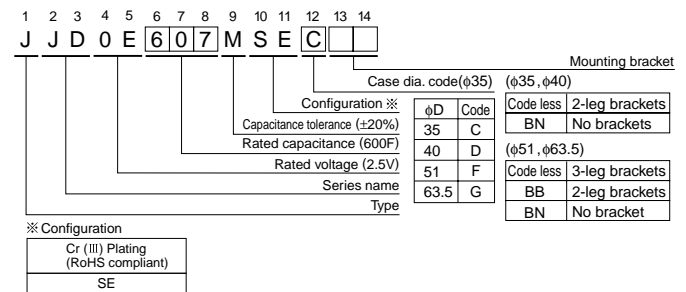 1 2 3 4 5 6 7 8 9 10 11 12 13 14
J J D 0 E 6 0 7 M S E C
Mounting bracket
Case dia. code(ϕ35)
Configuration ※
Capacitance tolerance (±20%)
Rated capacitance (600F)
Rated voltage (2.5V)
Series name
Type
ϕD Code
35 C
40 D
51 F
63.5 G
(ϕ35,ϕ40)
Code less 2-leg brackets
BN No brackets
(ϕ51,ϕ63.5)
Code less 3-leg brackets
BB 2-leg brackets
BN No bracket
※Configuration
Cr (Ⅲ) Plating
(RoHS compliant)
SE